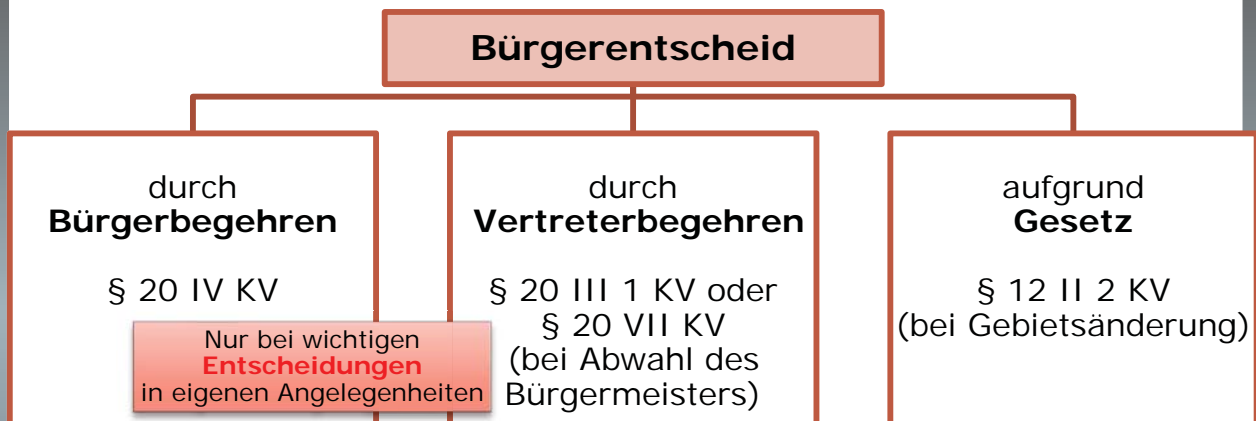 Bürgerentscheid
durch
Bürgerbegehren
§ 20 IV KV
Nur bei wichtigen
Entscheidungen
in eigenen Angelegenheiten
durch
Vertreterbegehren
§ 20 III 1 KV oder
§ 20 VII KV
(bei Abwahl des
Bürgermeisters)
aufgrund
Gesetz
§ 12 II 2 KV
(bei Gebietsänderung)